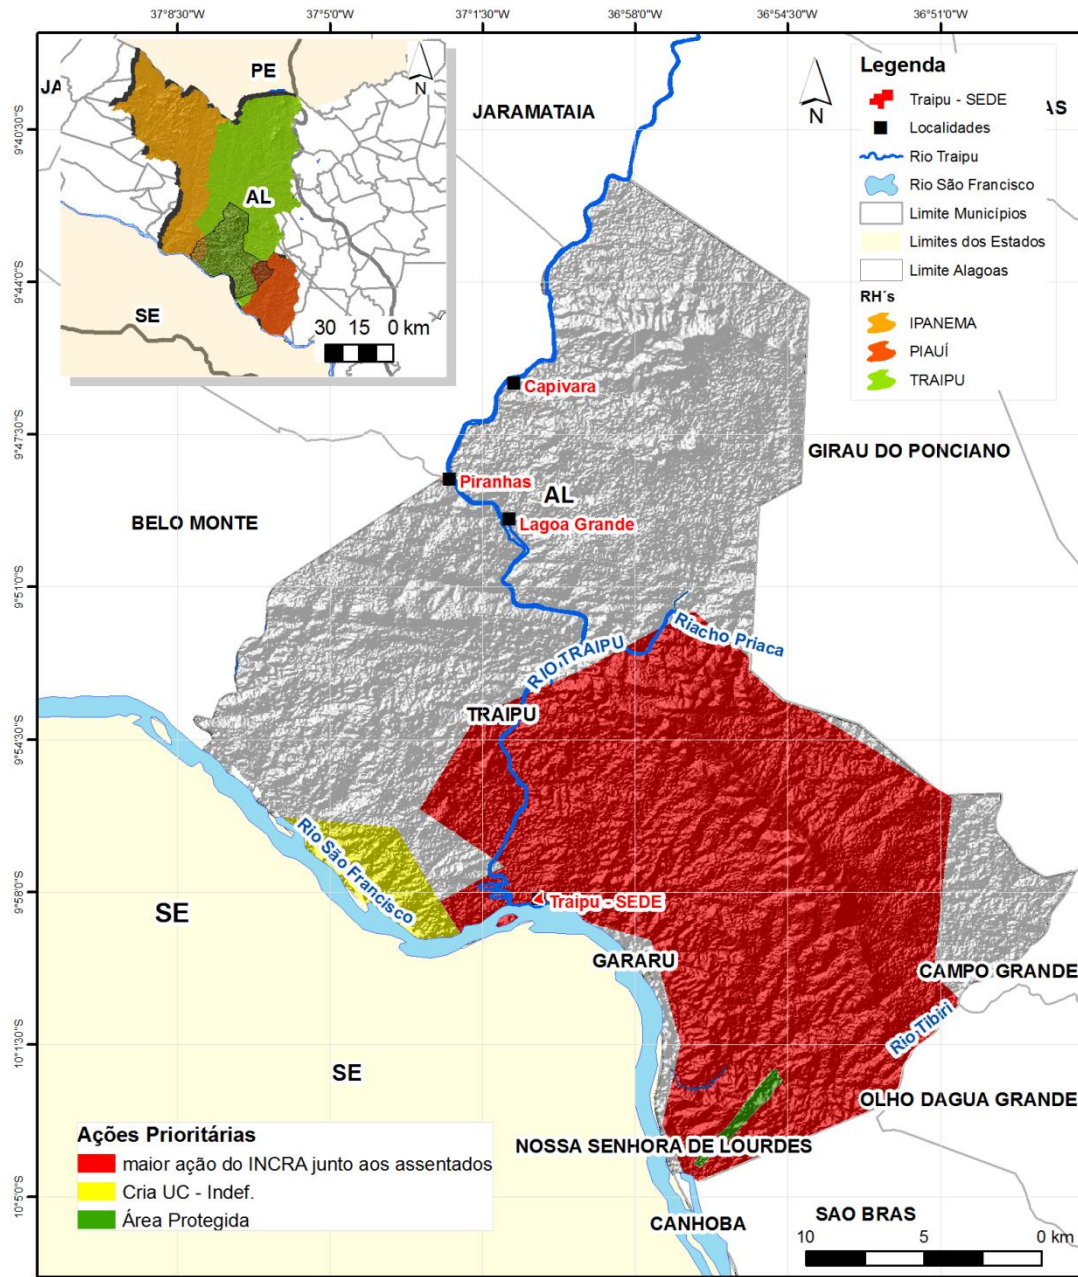 37°8'30"W
37°5'0"W
37°1'30"W
36°58'0"W
36°54'30"W
36°51'0"W
9°40'30"S
9°44'0"S
9°47'30"S
9°51'0"S
9°54'30"S
9°58'0"S
10°1'30"S
10°5'0"S
JA
PE
N
AL
SE
30 15 0 km
JARAMATAIA
N
Legenda
Traipu - SEDE
AS
Localidades
Rio Traipu
Rio São Francisco
Limite Municípios
Limites dos Estados
Limite Alagoas
RH´s
IPANEMA
PIAUÍ
TRAIPU
Capivara
GIRAU DO PONCIANO
Piranhas
AL
BELO MONTE
Lagoa Grande
Riacho Priaca
RIO TRAIPU
TRAIPU
Rio São Francisco
SE
Traipu - SEDE
GARARU
CAMPO GRANDE
Rio Tibiri
SE
OLHO DAGUA GRANDE
NOSSA SENHORA DE LOURDES
Ações Prioritárias
maior ação do INCRA junto aos assentados
Cria UC - Indef.
Área Protegida
CANHOBA
SAO BRAS
10 5 0 km